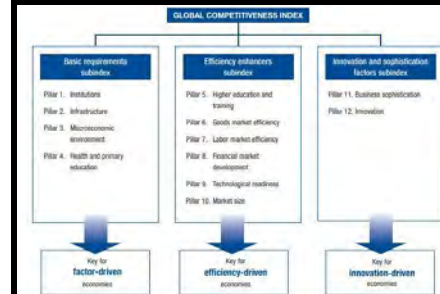 GLOBAL COMPETITIVENESS INDEX
Basic requirements
subindex
Pillar 1. Institutions
Pillar 2. Infrastructure
Pillar 3. Macroeconomic
environment
Pillar 4. Health and primary
education
Key for
factor-driven
economies
Efficiency enhancers
subindex
Pillar 5. Higher education and
training
Pillar 6. Goods market efficiency
Pillar 7. Labor market efficiency
Pillar 8. Financial market
development
Pillar 9. Technological readiness
Pillar 10. Market size
Key for
efficiency-driven
economies
Innovation and sophistication
factors subindex
Pillar 11. Business sophistication
Pillar 12. Innovation
Key for
innovation-driven
economies